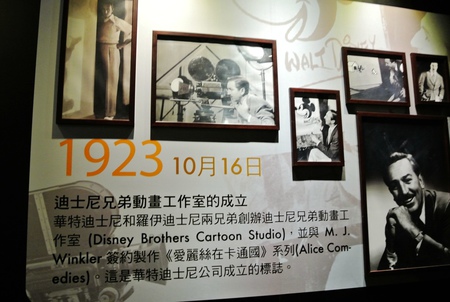 WALT DISNEY
1923 10月16日
迪士尼兄弟動畫工作室的成立
華特迪士尼和羅伊迪士尼兩兄弟創辦迪士尼兄弟動畫工
作室 (Disney Brothers Cartoon Studio)，並與 M. J.
Winkler 簽約製作《愛麗絲在卡通國》系列(Alice Com-
edies)。這是華特迪士尼公司成立的標誌。